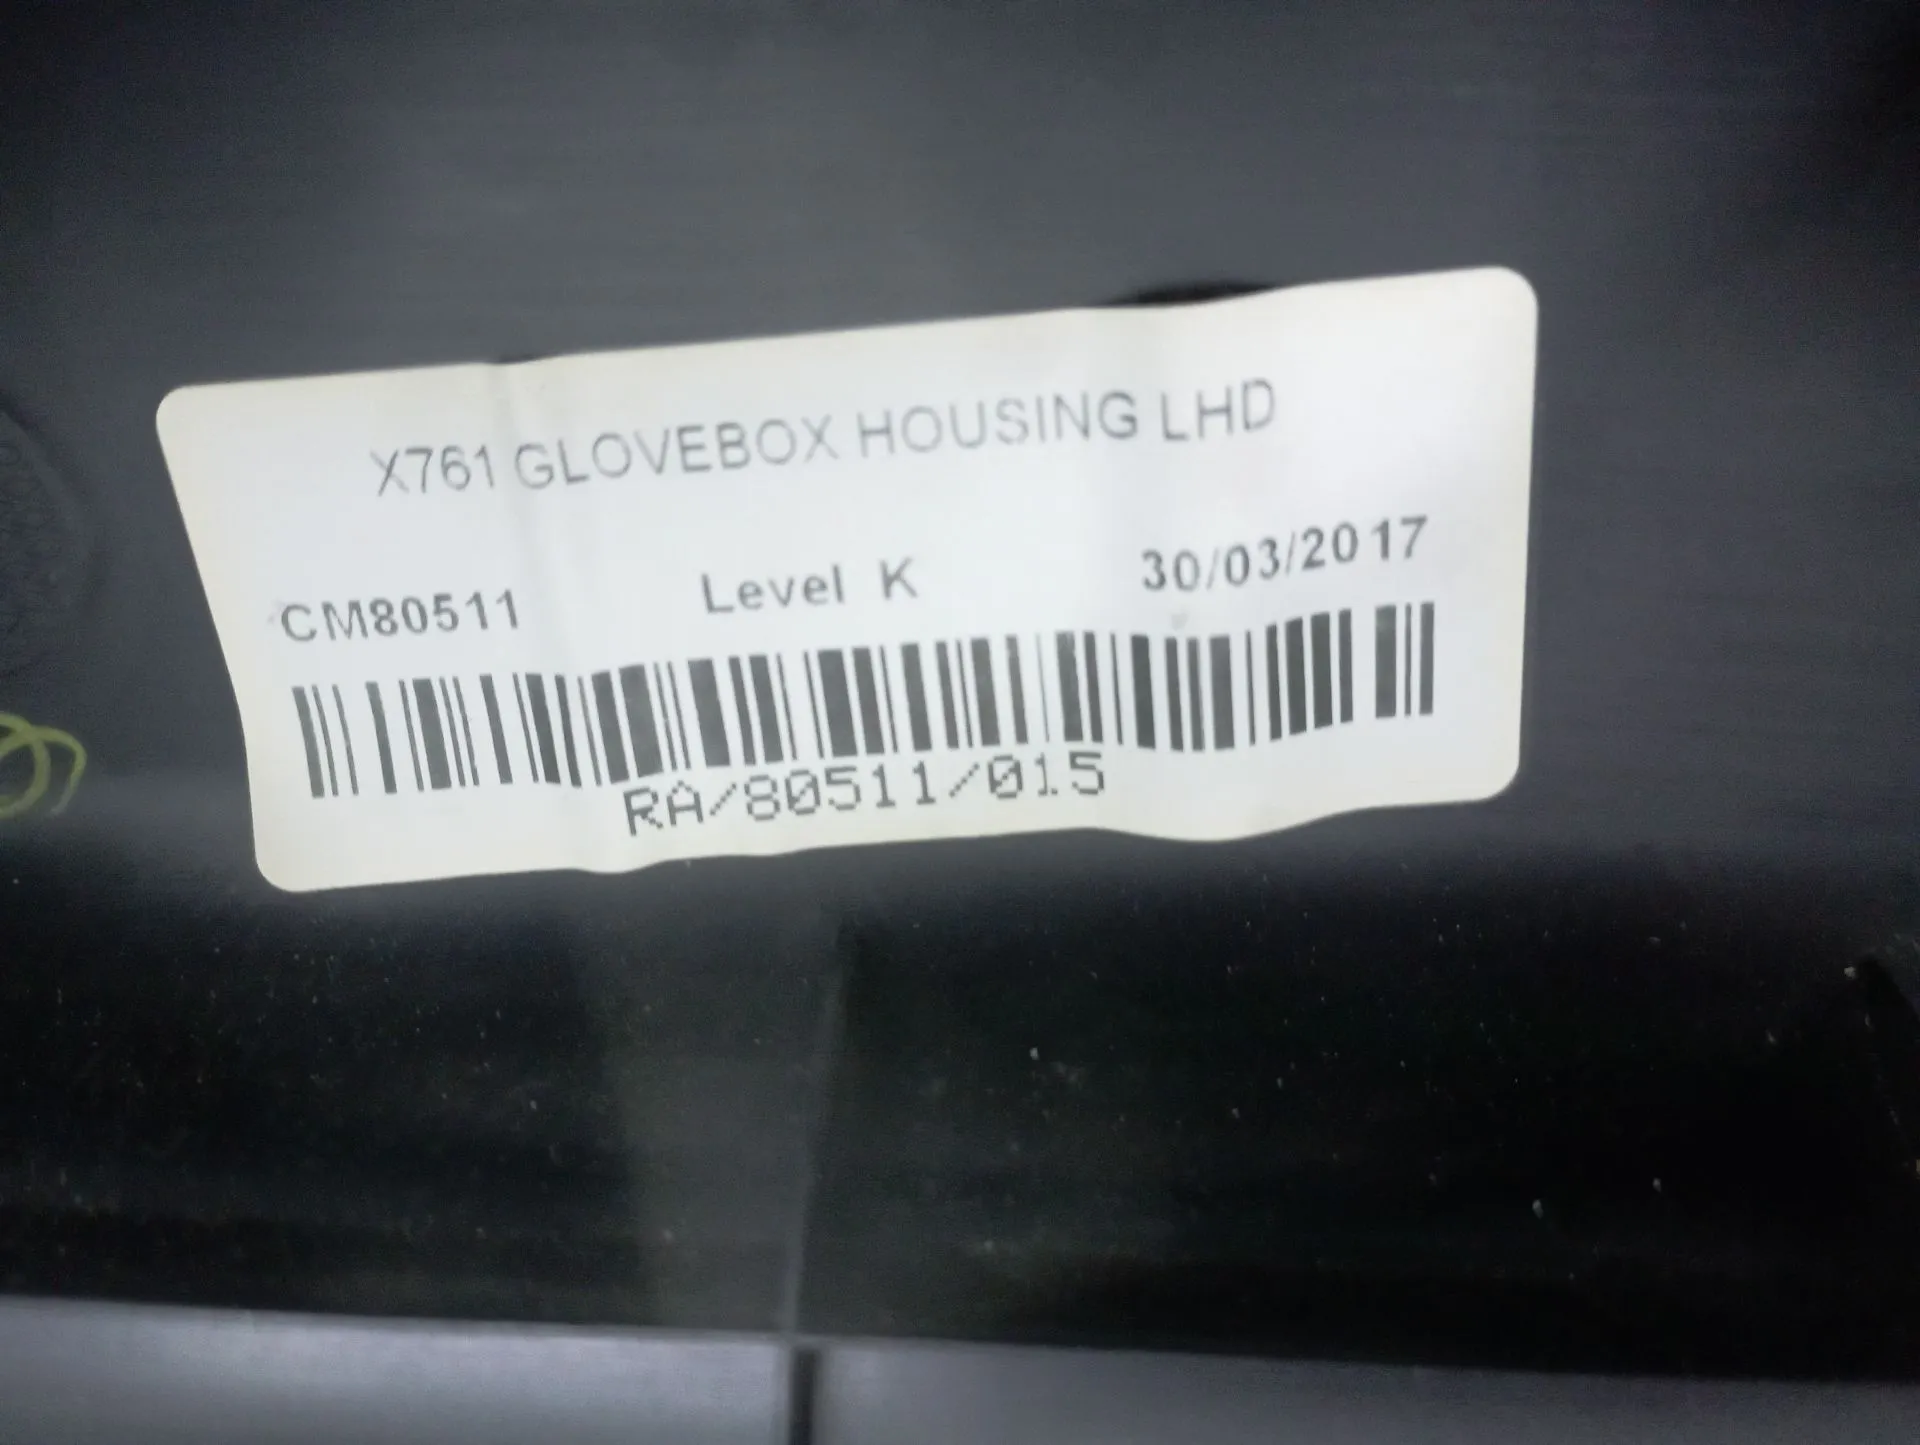 X761 GLOVEBOX HOUSING LHD
CM80511 Level K 30/03/2017
RA/80511/015